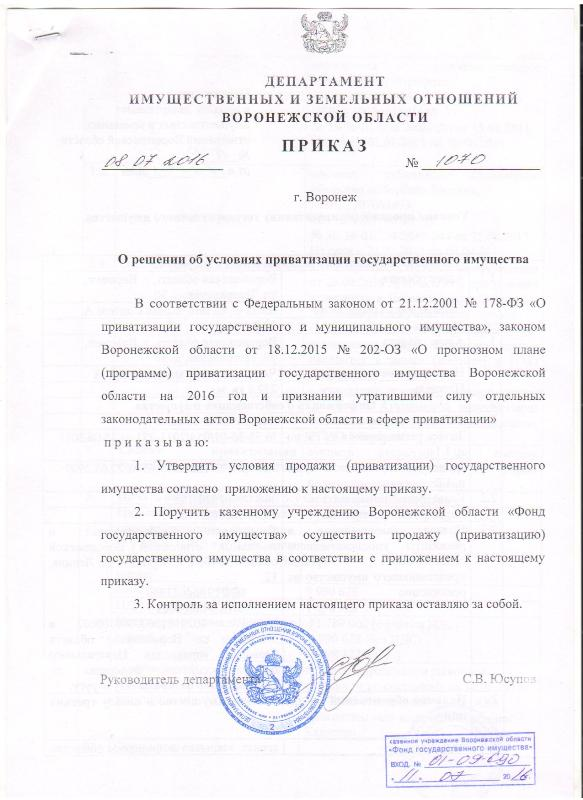 ДЕПАРТАМЕНТ
ИМУЩЕСТВЕННЫХ И ЗЕМЕЛЬНЫХ ОТНОШЕНИЙ
ВОРОНЕЖСКОЙ ОБЛАСТИ
ПРИКАЗ
08.07.2016 № 1070
г. Воронеж
О решении об условиях приватизации государственного имущества
В соответствии с Федеральным законом от 21.12.2001 № 178-ФЗ «О
приватизации государственного и муниципального имущества», законом
Воронежской области от 18.12.2015 № 202-ОЗ «О прогнозном плане
(программе) приватизации государственного имущества Воронежской
области на 2016 год и признании утратившими силу отдельных
законодательных актов Воронежской области в сфере приватизации»
приказываю:
1. Утвердить условия продажи (приватизации) государственного
имущества согласно приложению к настоящему приказу.
2. Поручить казенному учреждению Воронежской области «Фонд
государственного имущества» осуществить продажу (приватизацию)
государственного имущества в соответствии с приложением к настоящему
приказу.
3. Контроль за исполнением настоящего приказа оставляю за собой.
Руководитель департамента С.В. Юсупов
2
казенное учреждение Воронежской области
«Фонд государственного имущества»
ВХОД. № 01-09-690
"11" 07 2016.